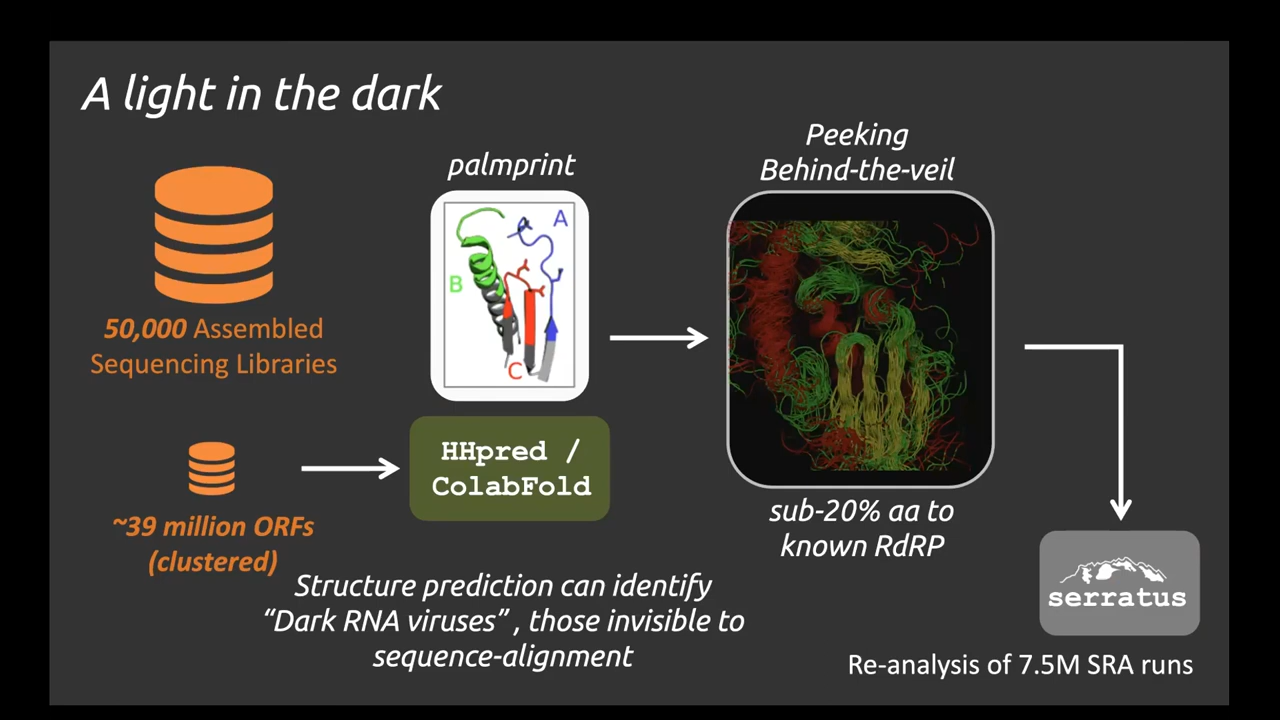 A light in the dark
50,000 Assembled
Sequencing Libraries
~39 million ORFs
(clustered)
palmprint
A
B
C
HHpred /
ColabFold
Structure prediction can identify
“Dark RNA viruses” , those invisible to
sequence-alignment
Peeking
Behind-the-veil
sub-20% aa to
known RdRP
serratus
Re-analysis of 7.5M SRA runs